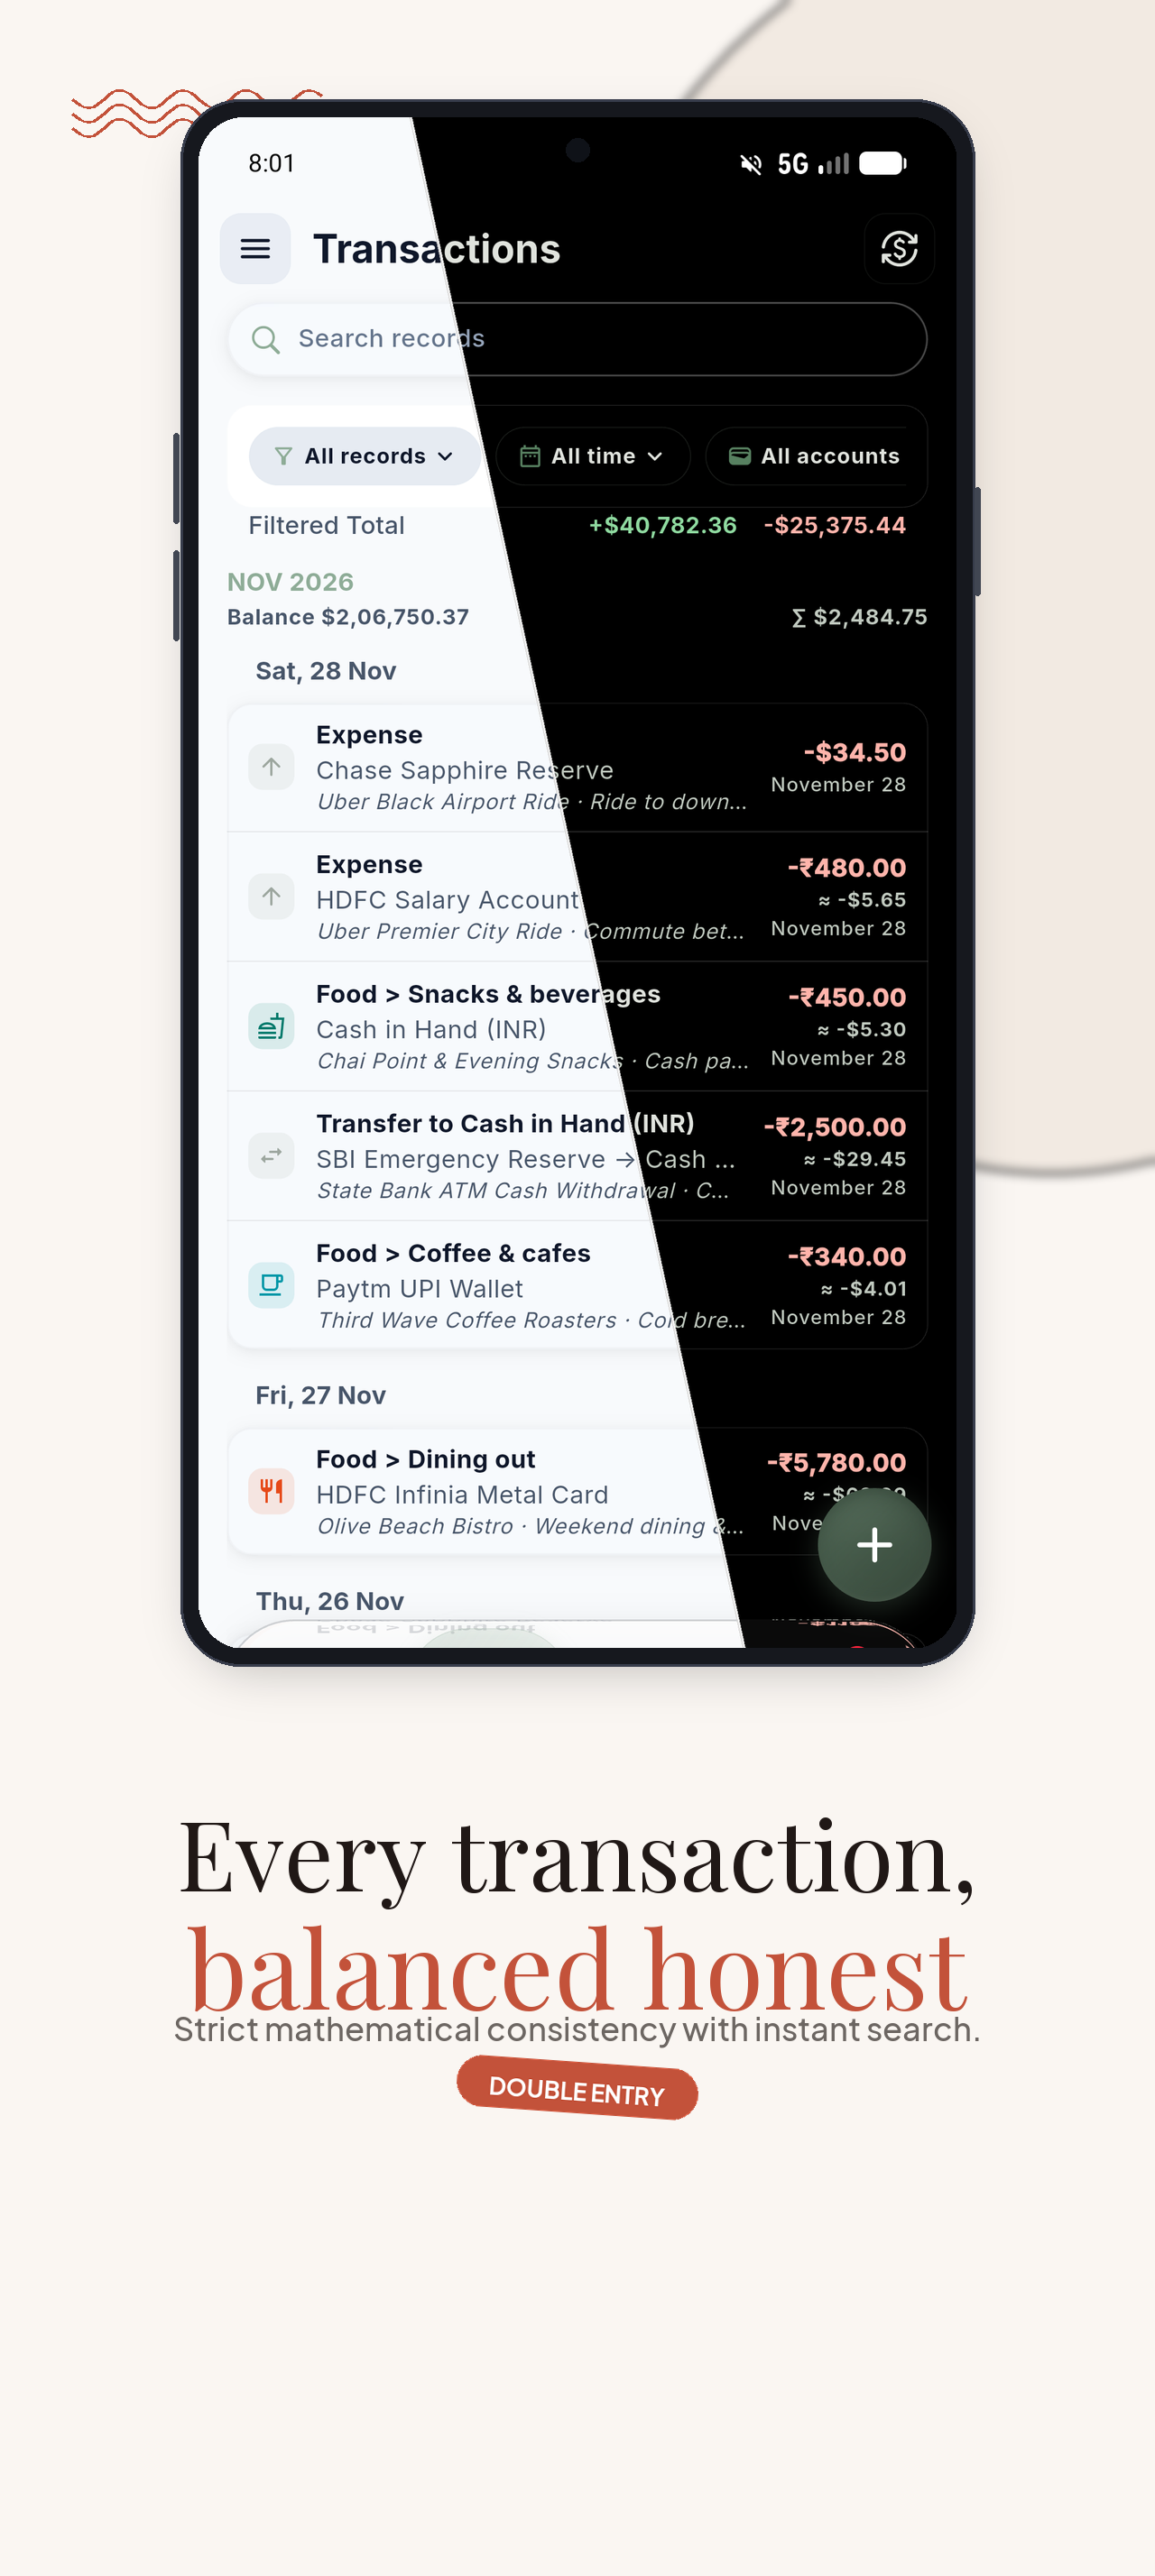 8:01
5G
Transactions
Search records
All records
All time
All accounts
Filtered Total +$40,782.36 -$25,375.44
NOV 2026
Balance $2,06,750.37 Σ $2,484.75
Sat, 28 Nov
Expense
Chase Sapphire Reserve
Uber Black Airport Ride · Ride to down...
-$34.50
November 28
Expense
HDFC Salary Account
Uber Premier City Ride · Commute bet...
-₹480.00
≈ -$5.65
November 28
Food > Snacks & beverages
Cash in Hand (INR)
Chai Point & Evening Snacks · Cash pa...
-₹450.00
≈ -$5.30
November 28
Transfer to Cash in Hand (INR)
SBI Emergency Reserve → Cash ...
State Bank ATM Cash Withdrawal · C...
-₹2,500.00
≈ -$29.45
November 28
Food > Coffee & cafes
Paytm UPI Wallet
Third Wave Coffee Roasters · Cold bre...
-₹340.00
≈ -$4.01
November 28
Fri, 27 Nov
Food > Dining out
HDFC Infinia Metal Card
Olive Beach Bistro · Weekend dining &...
-₹5,780.00
Thu, 26 Nov
Food > Dining out
Every transaction,
balanced honest
Strict mathematical consistency with instant search.
DOUBLE ENTRY